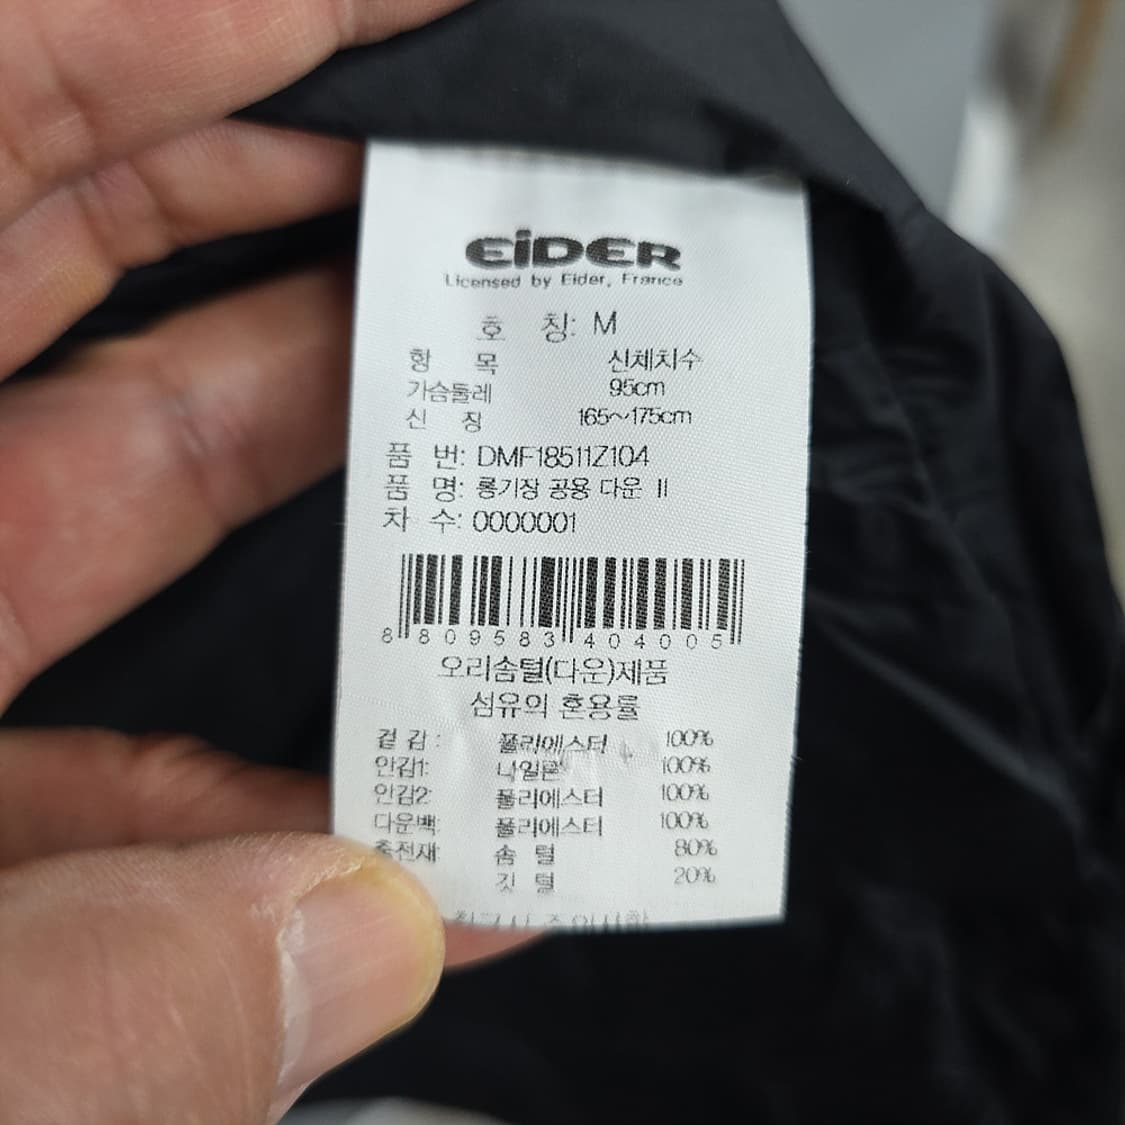 EiDER
Licensed by Eider, France
호 칭: M
항 목 신체치수
가슴둘레 95cm
신 장 165~175cm
품 번: DMF18511Z104
품 명: 롱기장 공용 다운 II
차 수: 0000001
8 809583 404005
오리솜털(다운)제품
섬유의 혼용률
겉감: 폴리에스터 100%
안감1: 나일론 100%
안감2: 폴리에스터 100%
다운백: 폴리에스터 100%
충전재: 솜털 80%
깃털 20%